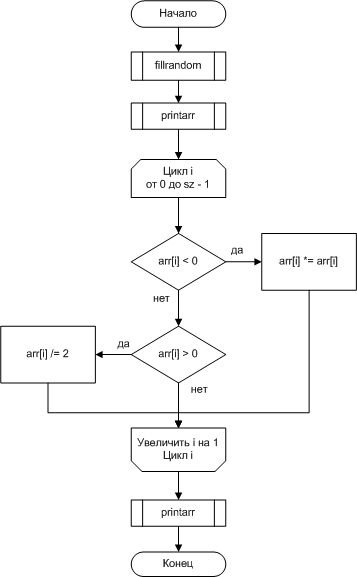 Начало
fillrandom
printarr
Цикл i
от 0 до sz - 1
arr[i] < 0
да
arr[i] *= arr[i]
нет
arr[i] > 0
да
arr[i] /= 2
нет
Увеличить i на 1
Цикл i
printarr
Конец